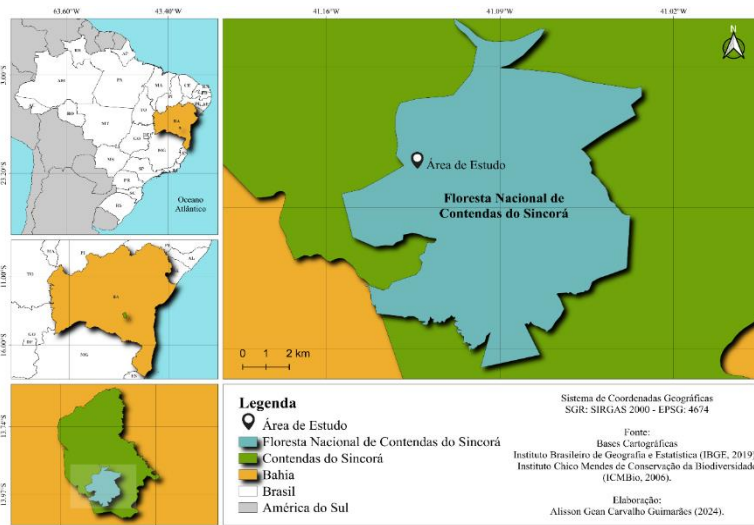 63.60°W
43.40°W
41.16°W
41.09°W
41.02°W
3.00°S
23.20°S
Oceano
Atlântico
N
Área de Estudo
Floresta Nacional de
Contendas do Sincorá
0 1 2 km
11.00°S
16.00°S
13.74°S
13.97°S
Legenda
Área de Estudo
Floresta Nacional de Contendas do Sincorá
Contendas do Sincorá
Bahia
Brasil
América do Sul
Sistema de Coordenadas Geográficas
SGR: SIRGAS 2000 - EPSG: 4674
Fonte:
Bases Cartográficas
Instituto Brasileiro de Geografia e Estatística (IBGE, 2019)
Instituto Chico Mendes de Conservação da Biodiversidade
(ICMBio, 2006).
Elaboração:
Alisson Gean Carvalho Guimarães (2024).